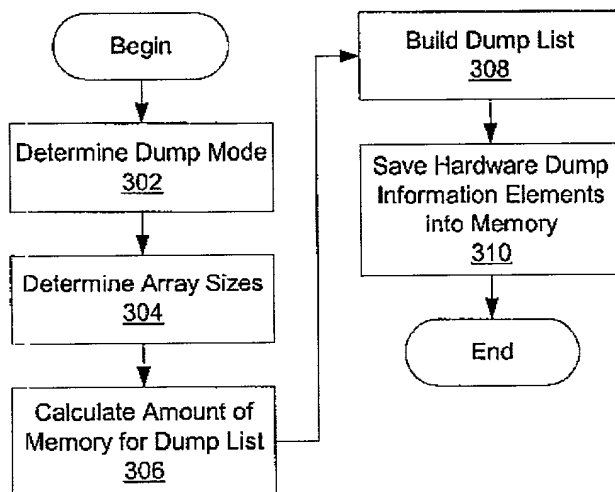 Begin
Determine Dump Mode
302
Determine Array Sizes
304
Calculate Amount of
Memory for Dump List
306
Build Dump List
308
Save Hardware Dump
Information Elements
into Memory
310
End